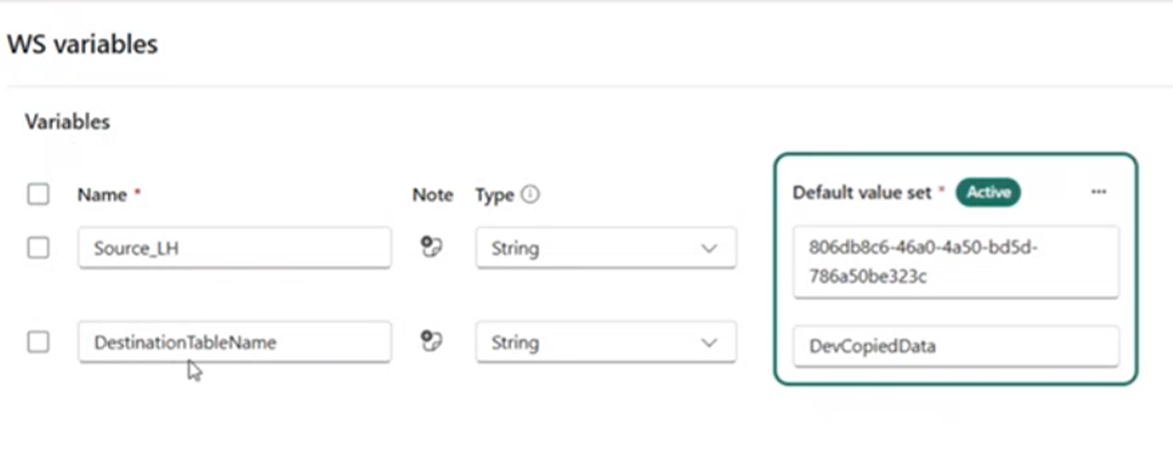 WS variables
Variables
Name * Note Type Default value set * Active ...
Source_LH String 806db8c6-46a0-4a50-bd5d-
786a50be323c
DestinationTableName String DevCopiedData